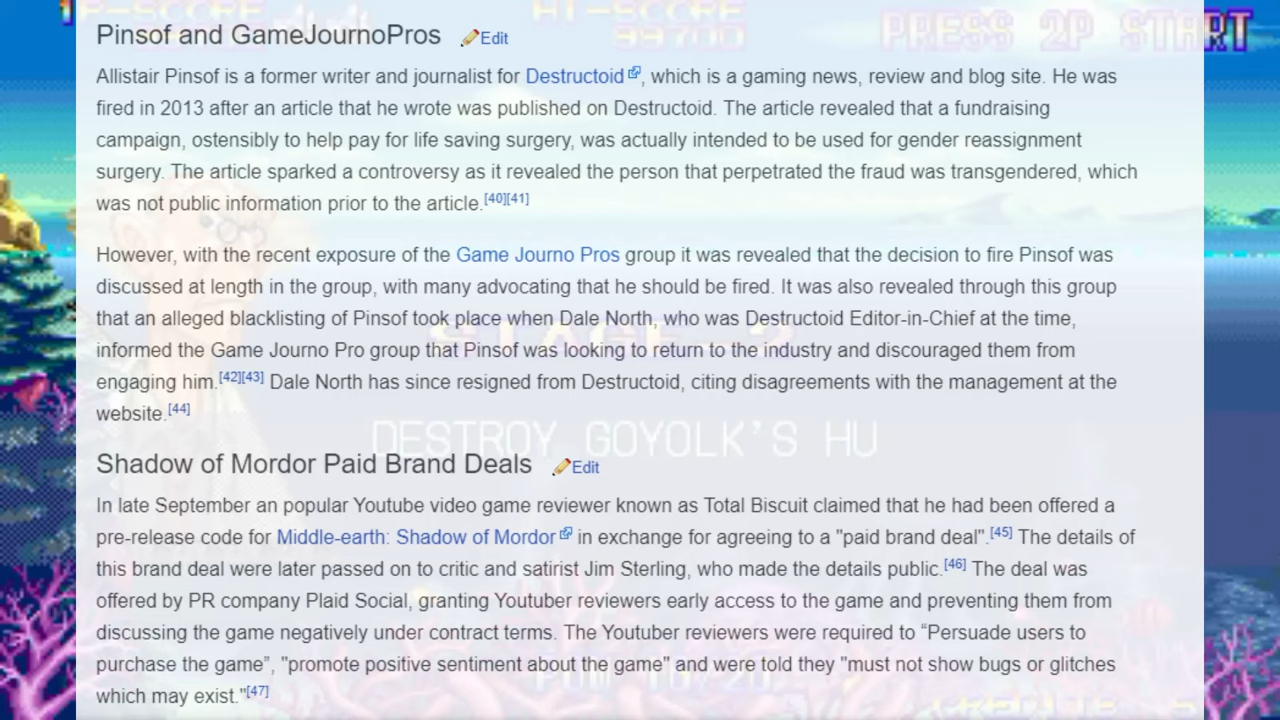 1P-SCORE HI-SCORE PRESS 2P START
99700
Pinsof and GameJournoPros Edit
Allistair Pinsof is a former writer and journalist for Destructoid, which is a gaming news, review and blog site. He was
fired in 2013 after an article that he wrote was published on Destructoid. The article revealed that a fundraising
campaign, ostensibly to help pay for life saving surgery, was actually intended to be used for gender reassignment
surgery. The article sparked a controversy as it revealed the person that perpetrated the fraud was transgendered, which
was not public information prior to the article.[40][41]
However, with the recent exposure of the Game Journo Pros group it was revealed that the decision to fire Pinsof was
discussed at length in the group, with many advocating that he should be fired. It was also revealed through this group
that an alleged blacklisting of Pinsof took place when Dale North, who was Destructoid Editor-in-Chief at the time,
STAGE-2
informed the Game Journo Pro group that Pinsof was looking to return to the industry and discouraged them from
engaging him.[42][43] Dale North has since resigned from Destructoid, citing disagreements with the management at the
website.[44]
DESTROY GOYOLK'S HU
Shadow of Mordor Paid Brand Deals Edit
In late September an popular Youtube video game reviewer known as Total Biscuit claimed that he had been offered a
pre-release code for Middle-earth: Shadow of Mordor in exchange for agreeing to a "paid brand deal".[45] The details of
this brand deal were later passed on to critic and satirist Jim Sterling, who made the details public.[46] The deal was
offered by PR company Plaid Social, granting Youtuber reviewers early access to the game and preventing them from
discussing the game negatively under contract terms. The Youtuber reviewers were required to “Persuade users to
purchase the game”, "promote positive sentiment about the game" and were told they "must not show bugs or glitches
which may exist."[47]
CREDITS